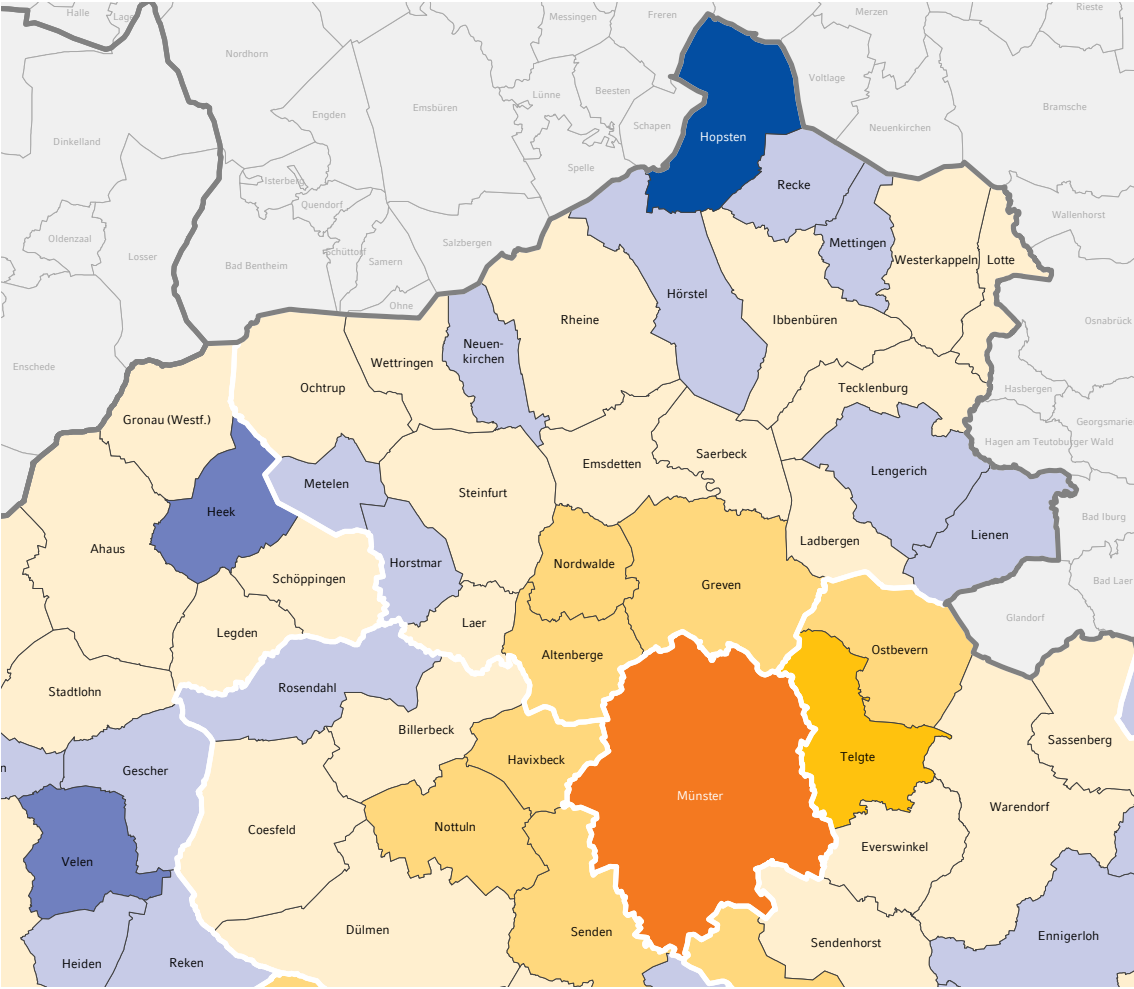 Halle
Lage
Messingen
Freren
Merzen
Rieste
Nordhorn
Voltlage
Emsbüren
Lünne
Beesten
Bramsche
Engden
Schapen
Neuenkirchen
Hopsten
Dinkelland
Spelle
Isterberg
Recke
Quendorf
Wallenhorst
Oldenzaal
Salzbergen
Mettingen
Losser
Schüttorf
Samern
Westerkappeln
Lotte
Bad Bentheim
Hörstel
Ohne
Rheine
Ibbenbüren
Osnabrück
Neuen-
kirchen
Wettringen
Enschede
Ochtrup
Tecklenburg
Hasbergen
Gronau (Westf.)
Georgsmarie
Hagen am Teutoburger Wald
Saerbeck
Emsdetten
Lengerich
Metelen
Steinfurt
Heek
Bad Iburg
Lienen
Ladbergen
Ahaus
Horstmar
Nordwalde
Schöppingen
Bad Laer
Greven
Glandorf
Laer
Legden
Ostbevern
Altenberge
Rosendahl
Stadtlohn
Billerbeck
Sassenberg
Telgte
Havixbeck
n
Gescher
Münster
Warendorf
Nottuln
Coesfeld
Everswinkel
Velen
Dülmen
Senden
Ennigerloh
Sendenhorst
Heiden
Reken